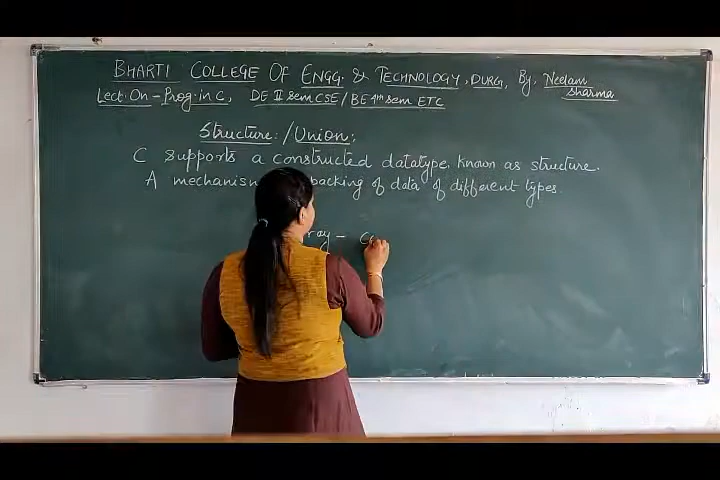 BHARTI COLLEGE OF ENGG. & TECHNOLOGY, DURG, By, Neelam Sharma
Lect. On - Prog. in C, DE II sem CSE / BE 4th sem ETC
Structure: / Union:
C supports a constructed datatype, known as structure.
A mechanism packing of data of different types.
ray - Co